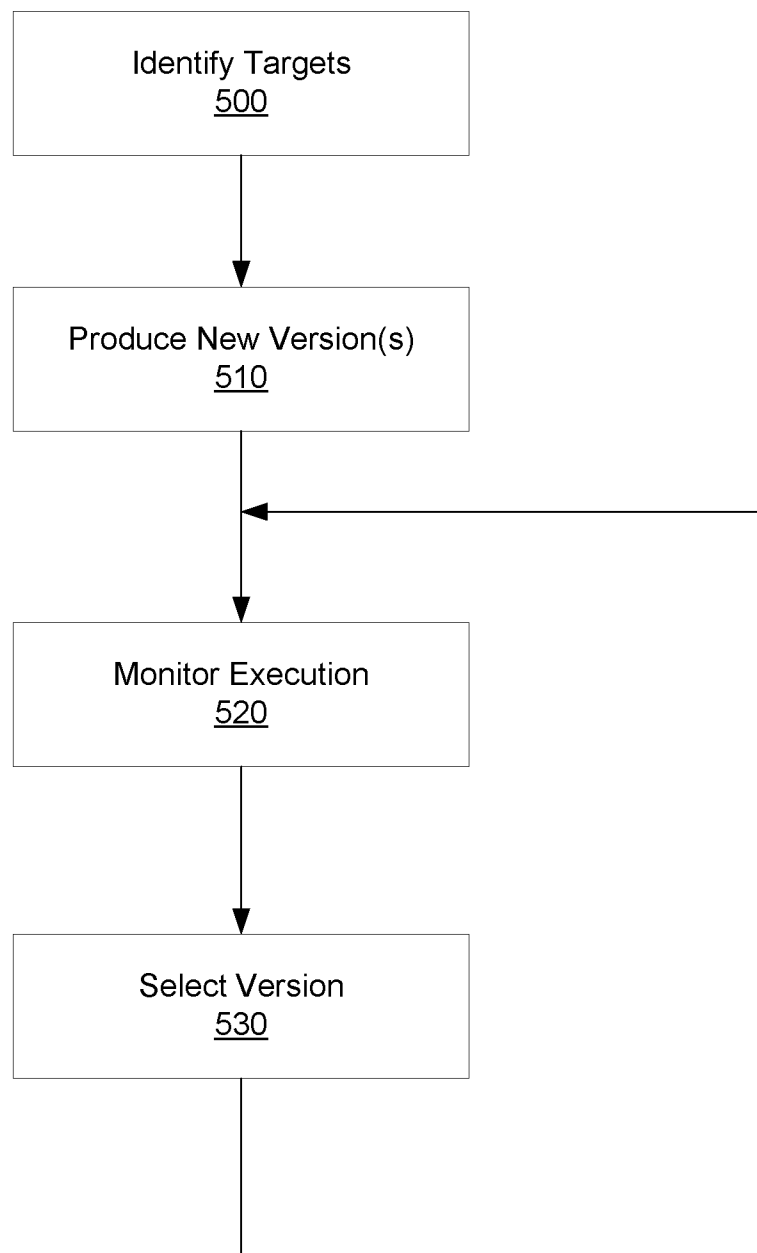 Identify Targets
500
Produce New Version(s)
510
Monitor Execution
520
Select Version
530